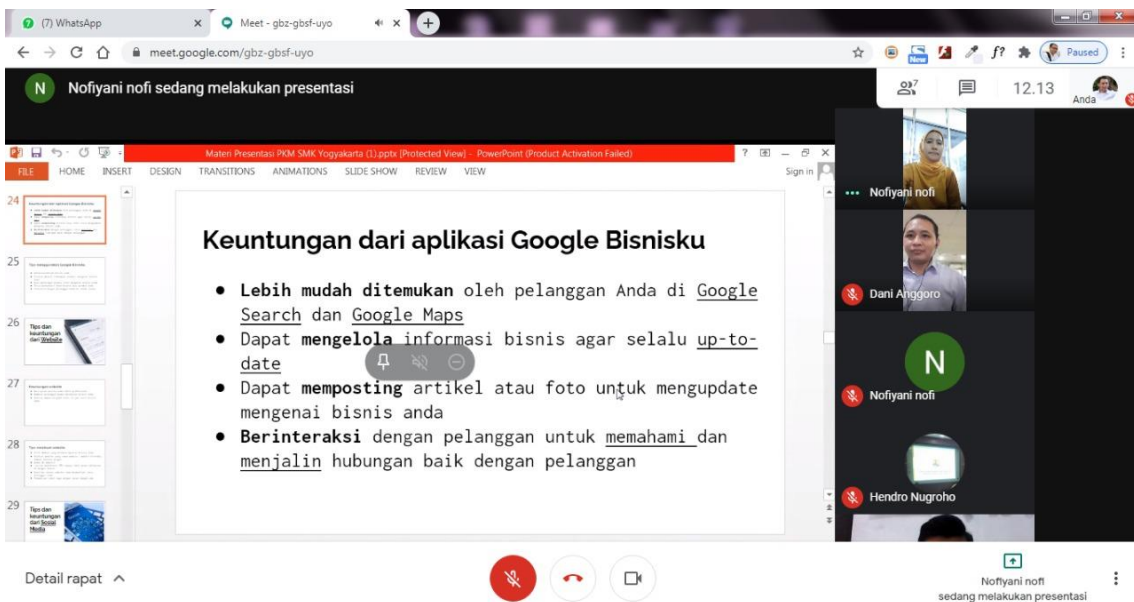 (7) WhatsApp
Meet - gbz-gbsf-uyo
meet.google.com/gbz-gbsf-uyo
New
f?
Paused
N
Nofiyani nofi sedang melakukan presentasi
7
12.13
Anda
Materi Presentasi PKM SMK Yogyakarta (1).pptx [Protected View] - PowerPoint (Product Activation Failed)
FILE HOME INSERT DESIGN TRANSITIONS ANIMATIONS SLIDE SHOW REVIEW VIEW
Sign in
24
25
26
Tips dan
keuntungan
dari Website
27
28
29
Tips dan
keuntungan
dari Sosial
Media
Keuntungan dari aplikasi Google Bisnisku
● Lebih mudah ditemukan oleh pelanggan Anda di Google
Search dan Google Maps
● Dapat mengelola informasi bisnis agar selalu up-to-
date
● Dapat memposting artikel atau foto untuk mengupdate
mengenai bisnis anda
● Berinteraksi dengan pelanggan untuk memahami dan
menjalin hubungan baik dengan pelanggan
Nofiyani nofi
Dani Anggoro
N
Nofiyani nofi
Hendro Nugroho
Detail rapat
Nofiyani nofi
sedang melakukan presentasi